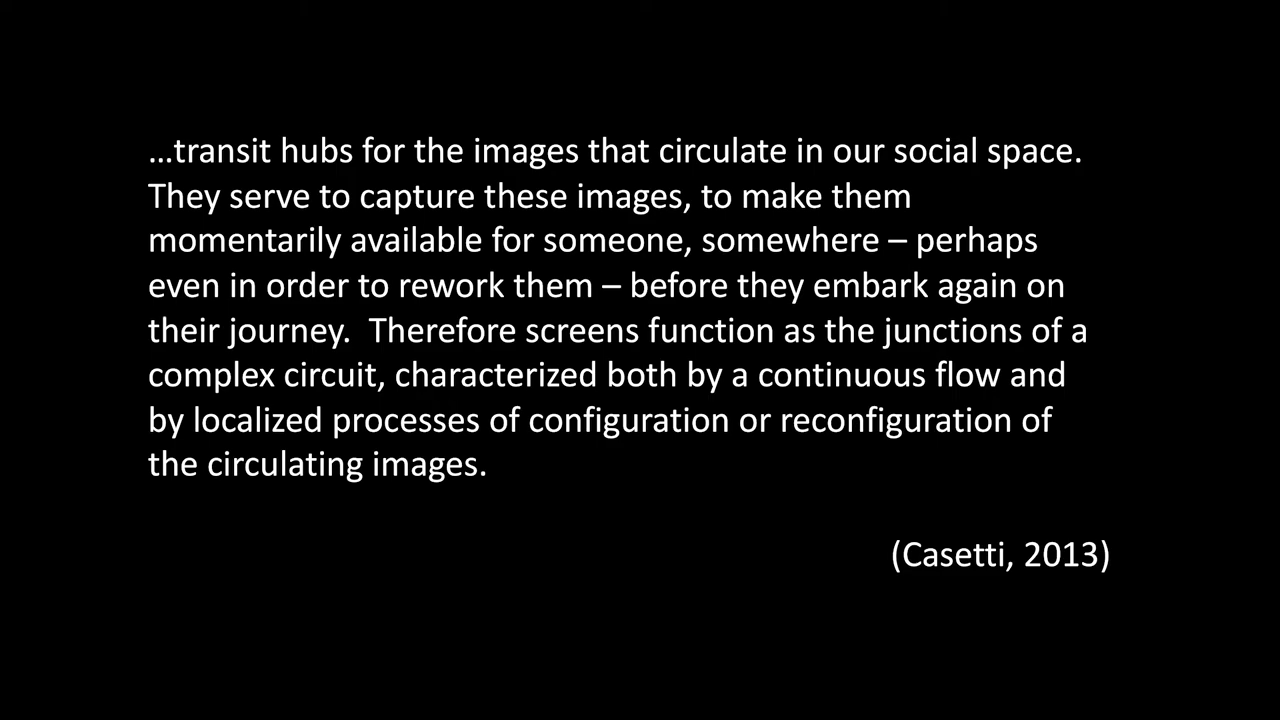 …transit hubs for the images that circulate in our social space.
They serve to capture these images, to make them
momentarily available for someone, somewhere – perhaps
even in order to rework them – before they embark again on
their journey.  Therefore screens function as the junctions of a
complex circuit, characterized both by a continuous flow and
by localized processes of configuration or reconfiguration of
the circulating images.
(Casetti, 2013)